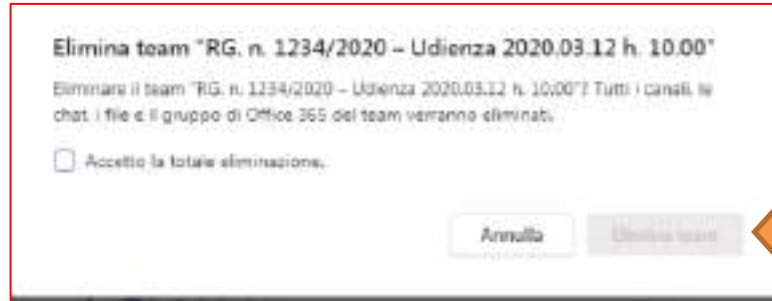 Elimina team "RG. n. 1234/2020 – Udienza 2020.03.12 h. 10.00"
Eliminare il team "RG. n. 1234/2020 – Udienza 2020.03.12 h. 10.00"? Tutti i canali, le
chat, i file e il gruppo di Office 365 del team verranno eliminati.
Accetto la totale eliminazione.
Annulla
Elimina team